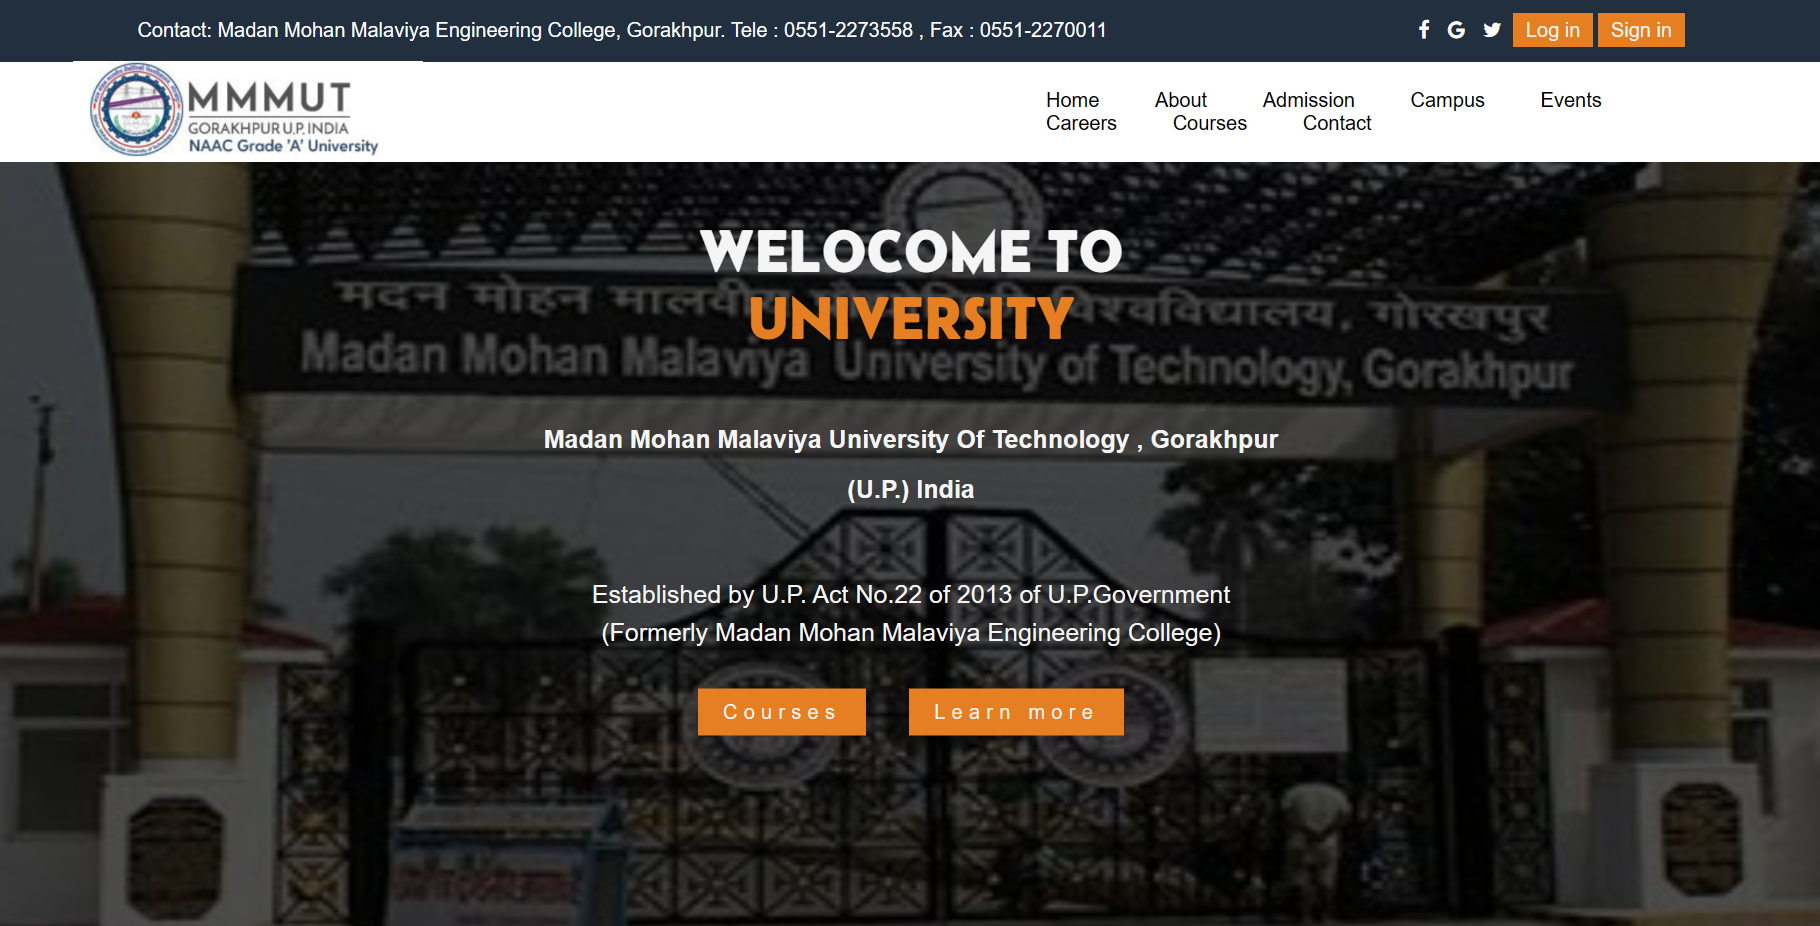 Contact: Madan Mohan Malaviya Engineering College, Gorakhpur. Tele : 0551-2273558 , Fax : 0551-2270011
Log in
Sign in
MMMUT
GORAKHPUR U.P. INDIA
NAAC Grade 'A' University
Home About Admission Campus Events
Careers Courses Contact
WELOCOME TO
UNIVERSITY
मदन मोहन मालवीय विश्वविद्यालय, गोरखपुर
Madan Mohan Malaviya University of Technology, Gorakhpur
Madan Mohan Malaviya University Of Technology , Gorakhpur
(U.P.) India
Established by U.P. Act No.22 of 2013 of U.P.Government
(Formerly Madan Mohan Malaviya Engineering College)
Courses
Learn more